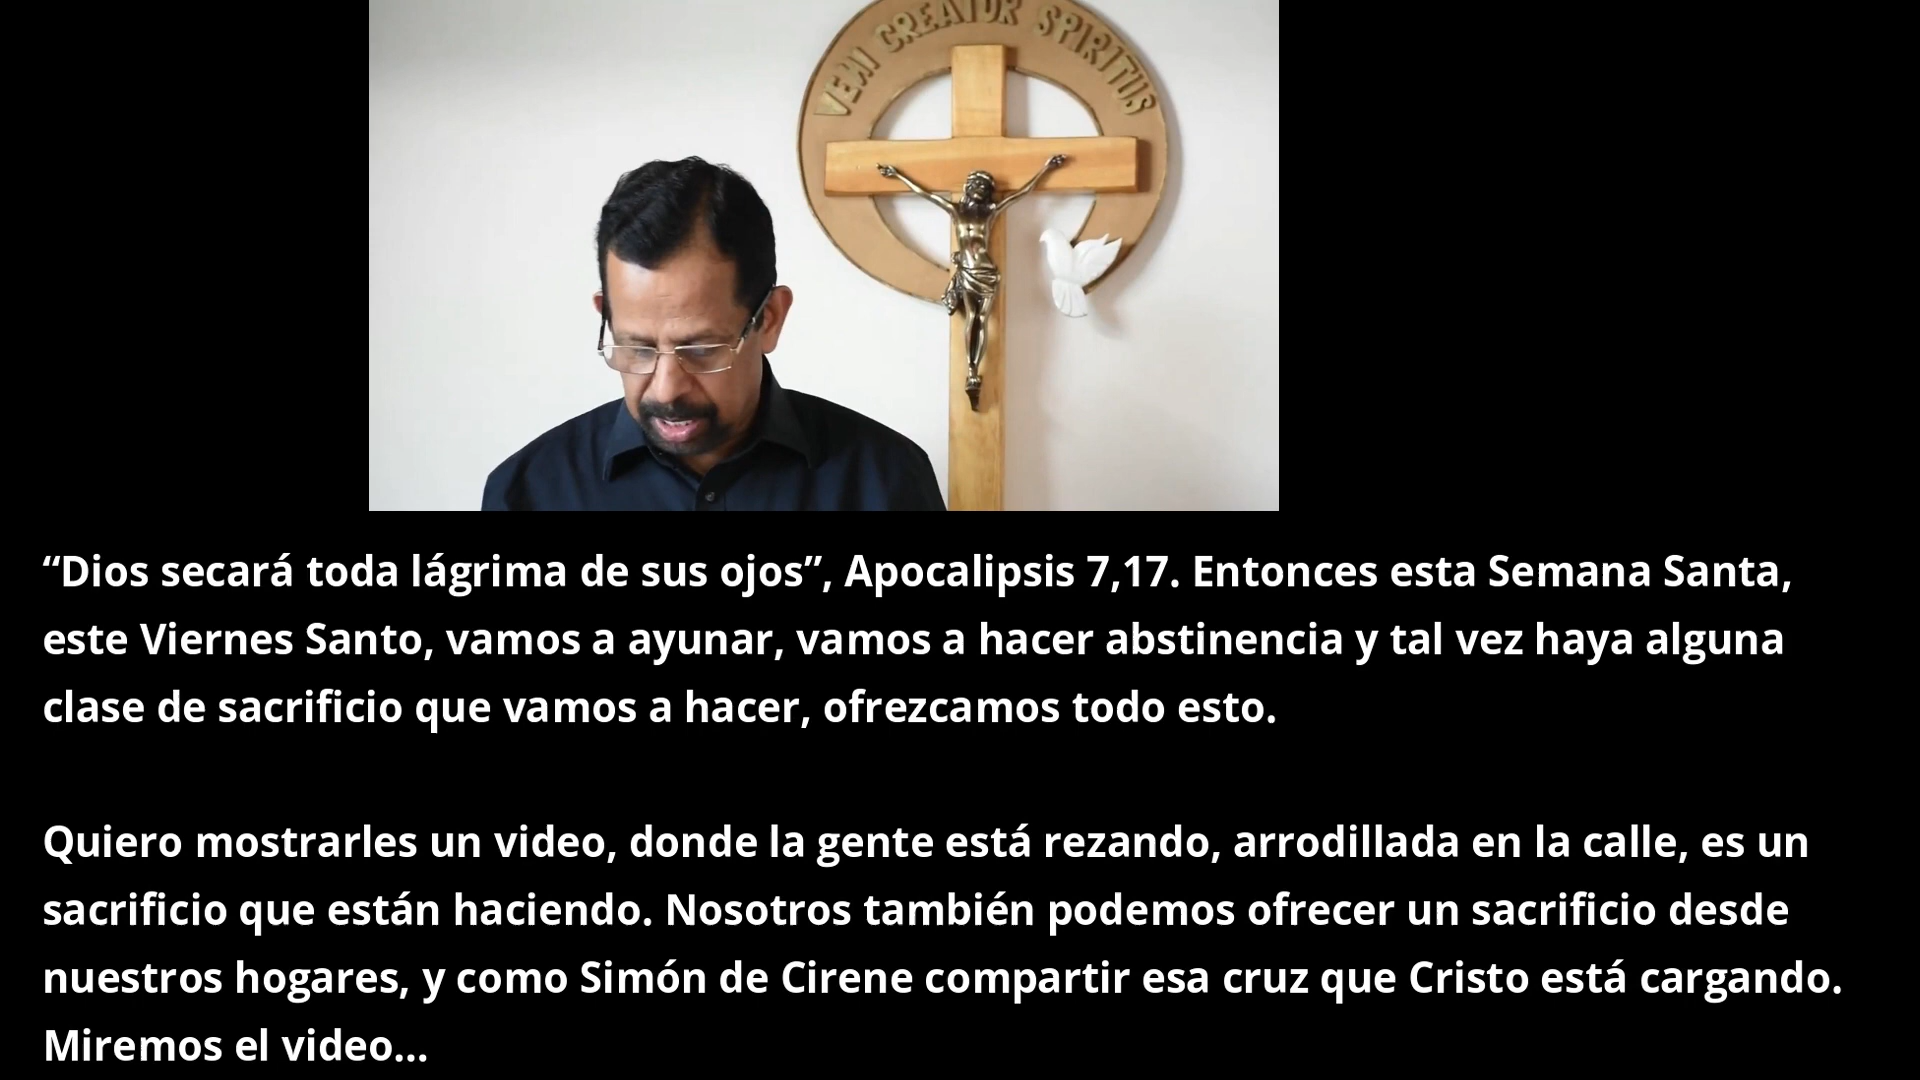 VENI CREATOR SPIRITUS
“Dios secará toda lágrima de sus ojos”, Apocalipsis 7,17. Entonces esta Semana Santa,
este Viernes Santo, vamos a ayunar, vamos a hacer abstinencia y tal vez haya alguna
clase de sacrificio que vamos a hacer, ofrezcamos todo esto.
Quiero mostrarles un video, donde la gente está rezando, arrodillada en la calle, es un
sacrificio que están haciendo. Nosotros también podemos ofrecer un sacrificio desde
nuestros hogares, y como Simón de Cirene compartir esa cruz que Cristo está cargando.
Miremos el video...